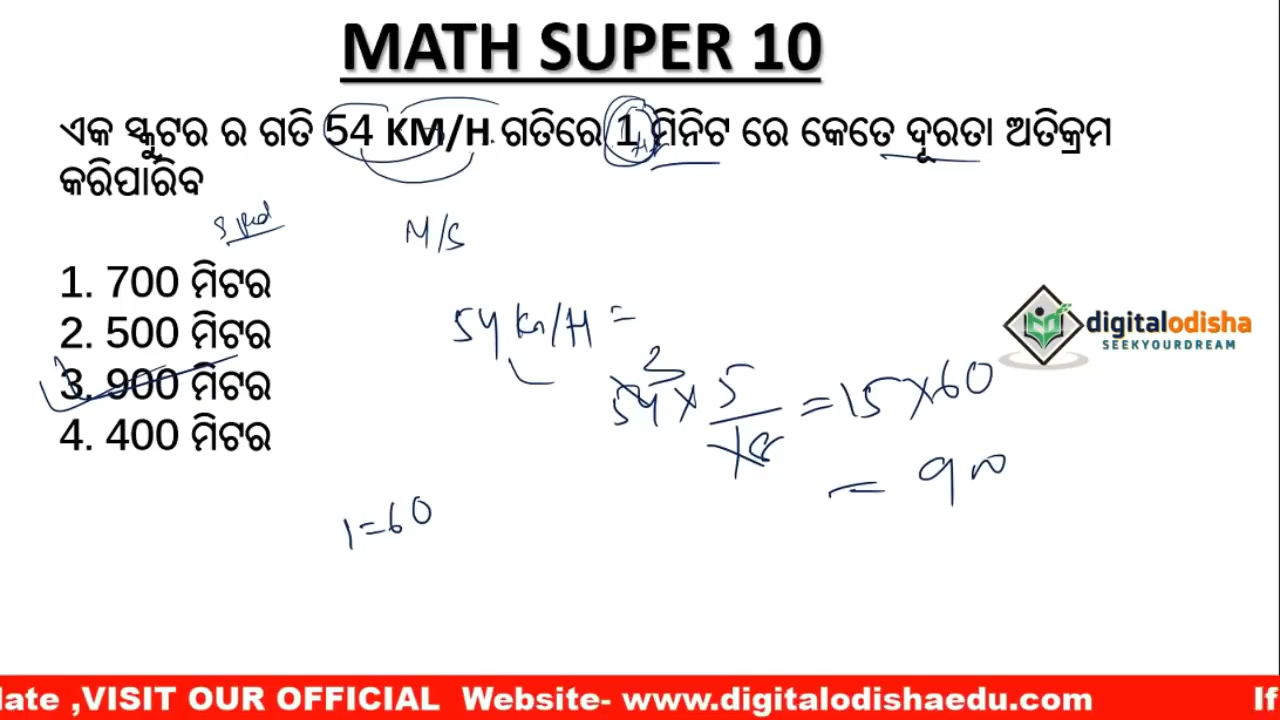 MATH SUPER 10
ଏକ ସ୍କୁଟର ର ଗତି 54 KM/H ଗତିରେ 1 ମିନିଟ ରେ କେତେ ଦୂରତା ଅତିକ୍ରମ
କରିପାରିବ
M/S
1. 700 ମିଟର
2. 500 ମିଟର
3. 900 ମିଟର
4. 400 ମିଟର
54 Km/H =
54 × 5/18 = 15 × 60
= 900
1 = 60
digitalodisha
SEEKYOURDREAM
late ,VISIT OUR OFFICIAL Website- www.digitalodishaedu.com If